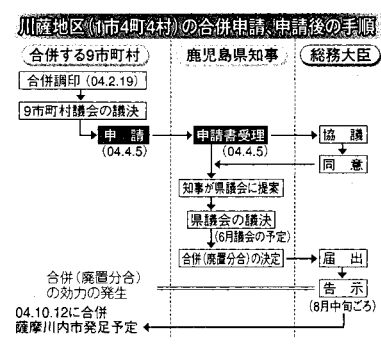 川薩地区(1市4町4村)の合併申請、申請後の手順
合併する9市町村
鹿児島県知事
総務大臣
合併調印(04.2.19)
9市町村議会の議決
申請
(04.4.5)
申請書受理
(04.4.5)
協議
同意
知事が県議会に提案
県議会の議決
(6月議会の予定)
合併(廃置分合)の決定
届出
合併(廃置分合)
の効力の発生
告示
(8月中旬ごろ)
04.10.12に合併
薩摩川内市発足予定